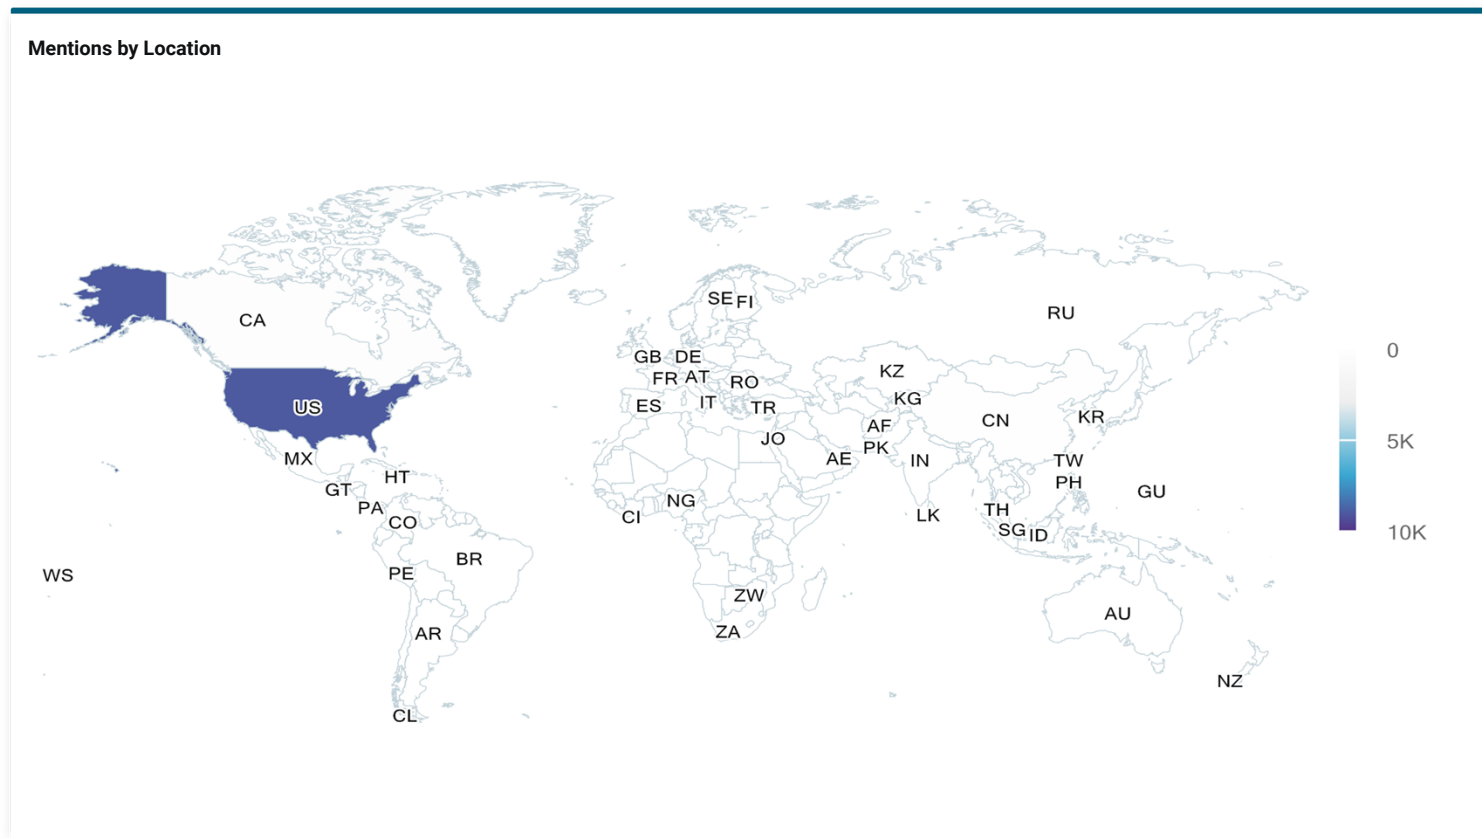 Mentions by Location
SE FI
RU
CA
0
GB DE
KZ
FR AT RO
KG
US
ES IT TR
CN KR
AF
JO
5K
PK
MX
AE IN TW
HT
PH
GT
GU
NG
PA
TH
CI LK
CO
SG ID
10K
BR
WS
PE
ZW
AU
ZA
AR
NZ
CL